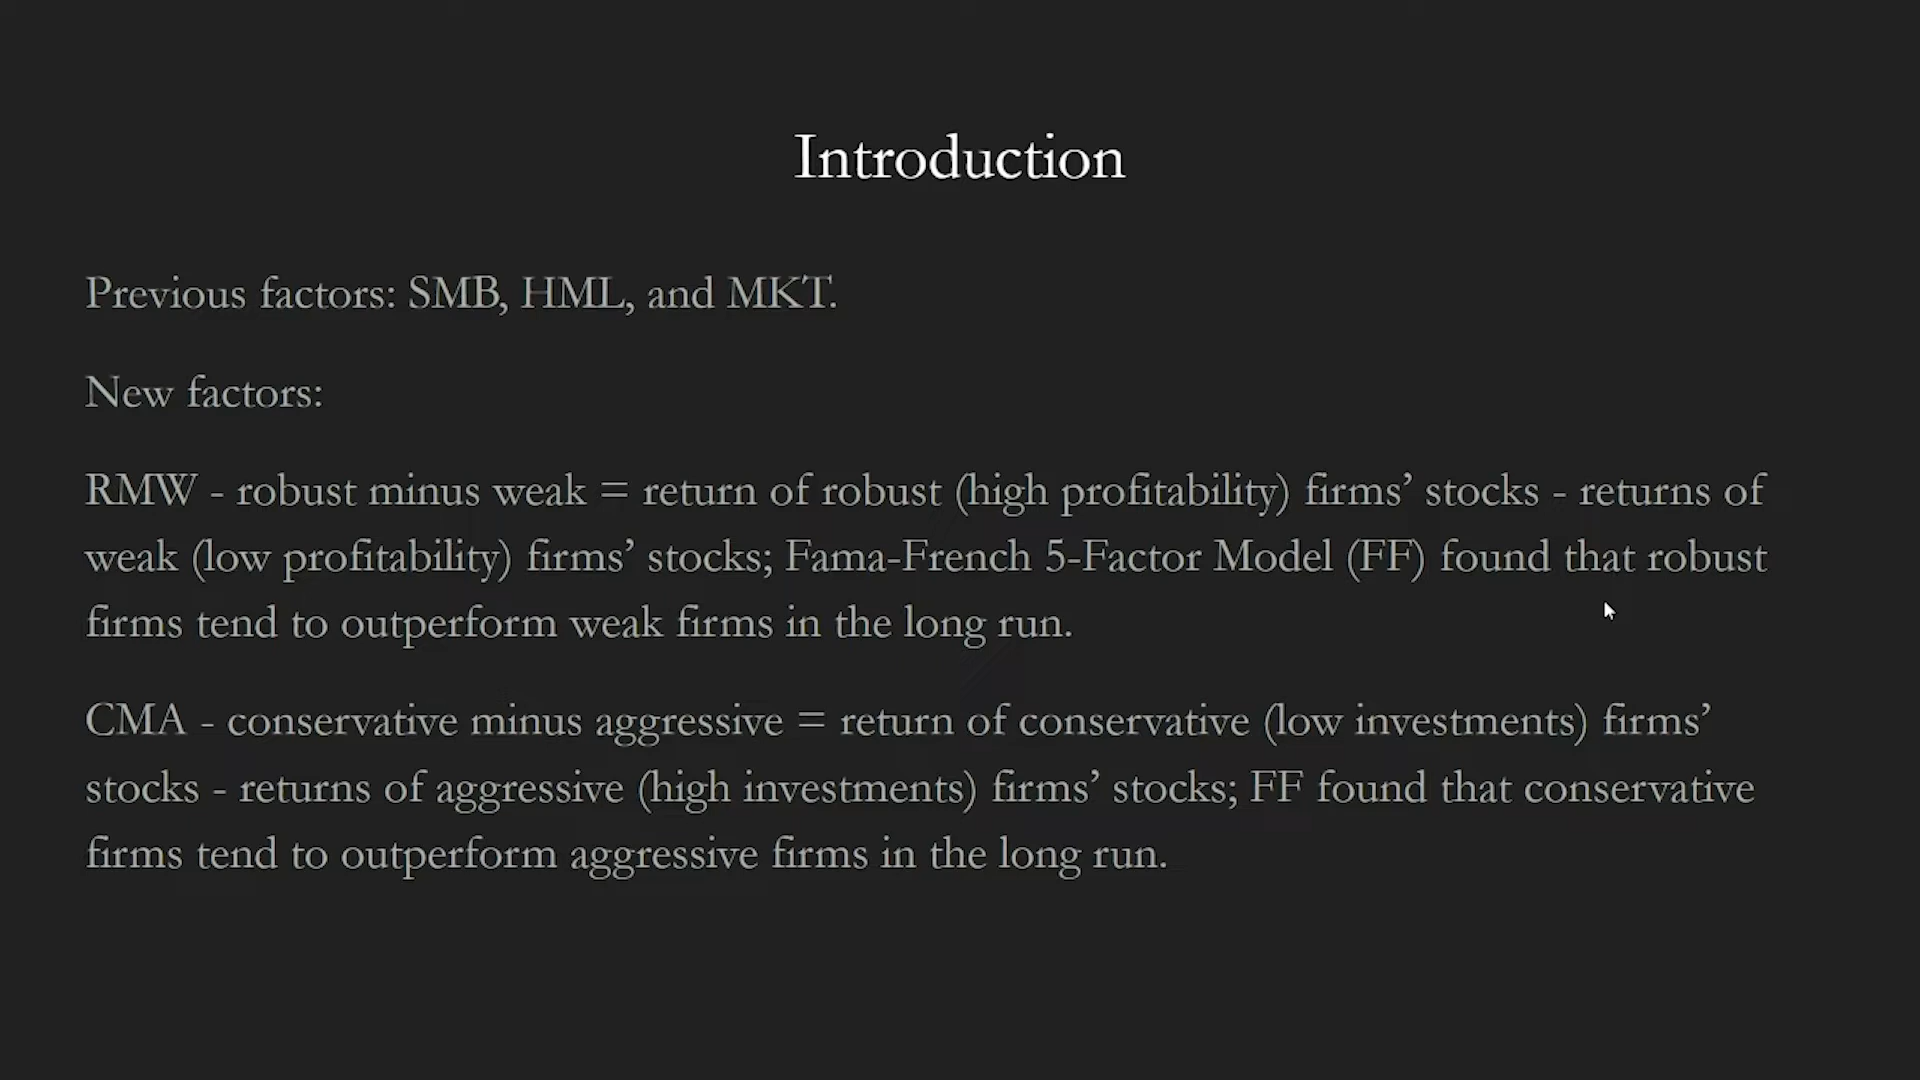 Introduction
Previous factors: SMB, HML, and MKT.
New factors:
RMW - robust minus weak = return of robust (high profitability) firms’ stocks - returns of
weak (low profitability) firms’ stocks; Fama-French 5-Factor Model (FF) found that robust
firms tend to outperform weak firms in the long run.
CMA - conservative minus aggressive = return of conservative (low investments) firms’
stocks - returns of aggressive (high investments) firms’ stocks; FF found that conservative
firms tend to outperform aggressive firms in the long run.